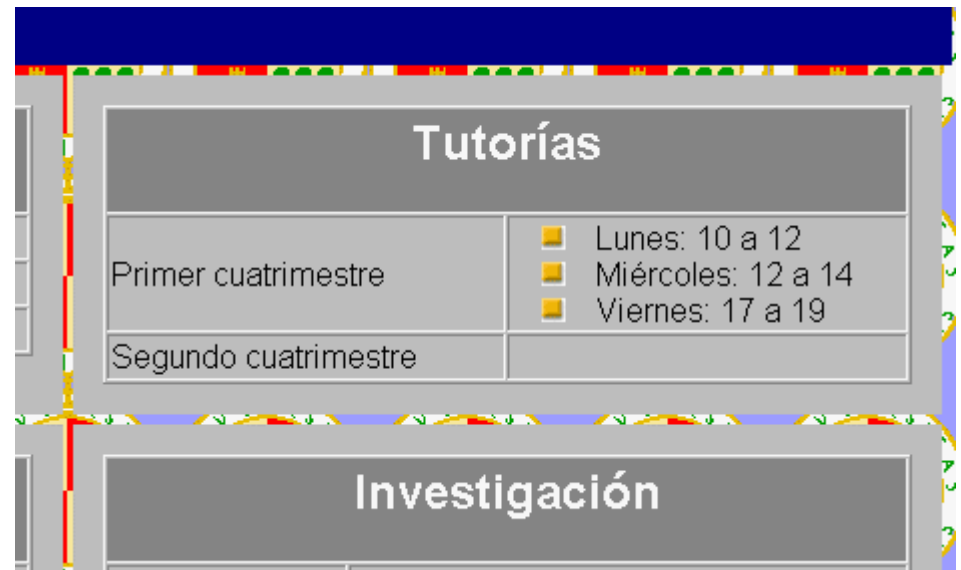 Tutorías
Primer cuatrimestre
Lunes: 10 a 12
Miércoles: 12 a 14
Viernes: 17 a 19
Segundo cuatrimestre
Investigación